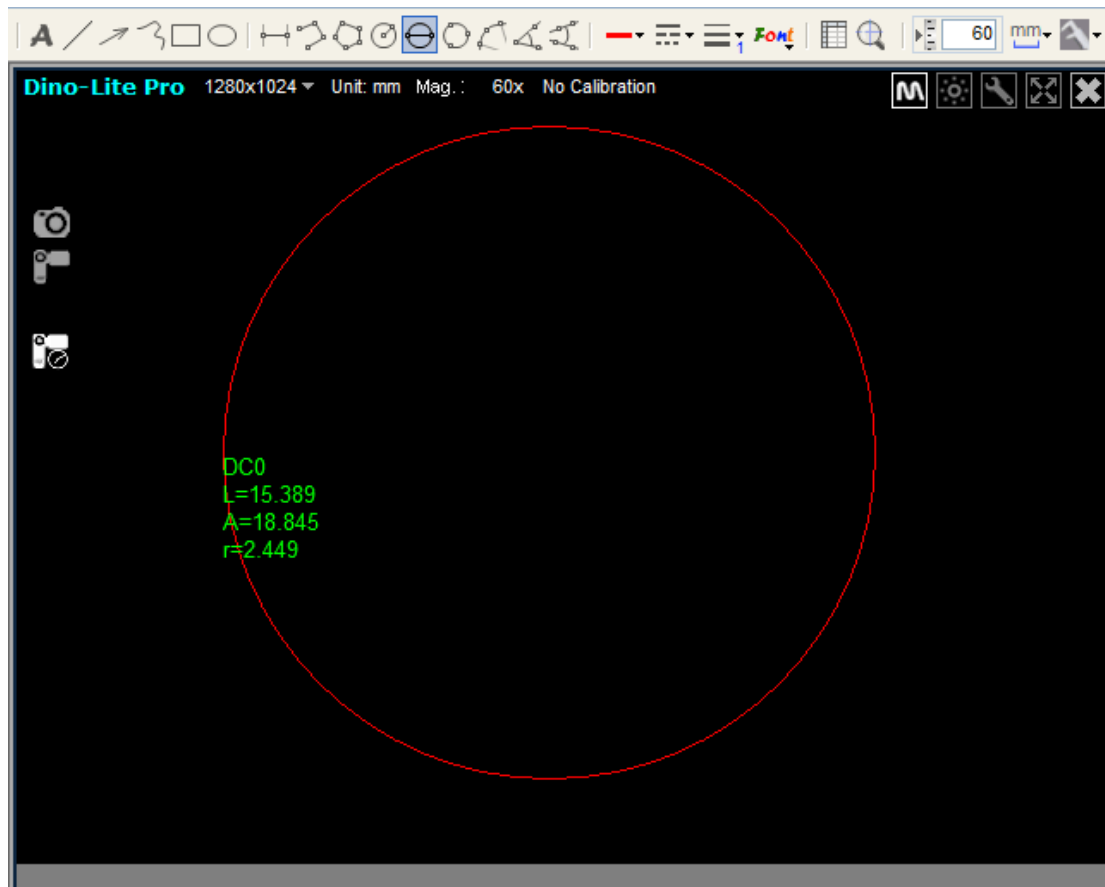 A Font 60 mm
1
Dino-Lite Pro 1280x1024 Unit: mm Mag.: 60x No Calibration
DC0
L=15.389
A=18.845
r=2.449